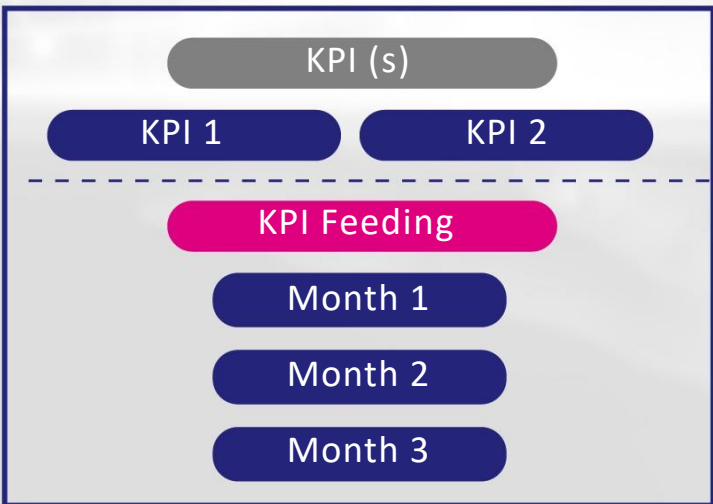 KPI (s)
KPI 1 KPI 2
KPI Feeding
Month 1
Month 2
Month 3